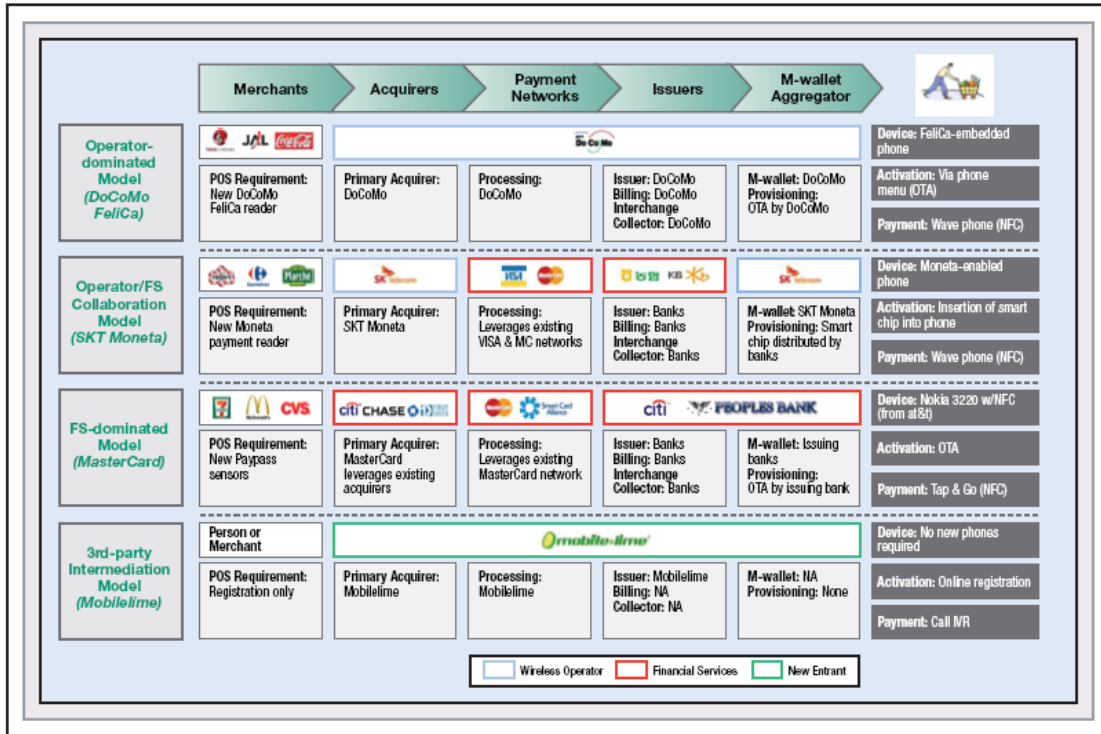 Merchants
Acquirers
Payment
Networks
Issuers
M-wallet
Aggregator
Operator-
dominated
Model
(DoCoMo
FeliCa)
JAL
Coca-Cola
DoCoMo
POS Requirement:
New DoCoMo
FeliCa reader
Primary Acquirer:
DoCoMo
Processing:
DoCoMo
Issuer: DoCoMo
Billing: DoCoMo
Interchange
Collector: DoCoMo
M-wallet: DoCoMo
Provisioning:
OTA by DoCoMo
Device: FeliCa-embedded
phone
Activation: Via phone
menu (OTA)
Payment: Wave phone (NFC)
Operator/FS
Collaboration
Model
(SKT Moneta)
Carrefour
Marché
SK telecom
VISA
MasterCard
KB
SK telecom
POS Requirement:
New Moneta
payment reader
Primary Acquirer:
SKT Moneta
Processing:
Leverages existing
VISA & MC networks
Issuer: Banks
Billing: Banks
Interchange
Collector: Banks
M-wallet: SKT Moneta
Provisioning: Smart
chip distributed by
banks
Device: Moneta-enabled
phone
Activation: Insertion of smart
chip into phone
Payment: Wave phone (NFC)
FS-dominated
Model
(MasterCard)
7
McDonald's
CVS
citi
CHASE
MasterCard
Smart Card
Alliance
citi
PEOPLES BANK
POS Requirement:
New Paypass
sensors
Primary Acquirer:
MasterCard
leverages existing
acquirers
Processing:
Leverages existing
MasterCard network
Issuer: Banks
Billing: Banks
Interchange
Collector: Banks
M-wallet: Issuing
banks
Provisioning:
OTA by issuing bank
Device: Nokia 3220 w/NFC
(from at&t)
Activation: OTA
Payment: Tap & Go (NFC)
3rd-party
Intermediation
Model
(Mobilelime)
Person or
Merchant
mobile-lime
POS Requirement:
Registration only
Primary Acquirer:
Mobilelime
Processing:
Mobilelime
Issuer: Mobilelime
Billing: NA
Collector: NA
M-wallet: NA
Provisioning: None
Device: No new phones
required
Activation: Online registration
Payment: Call IVR
Wireless Operator
Financial Services
New Entrant